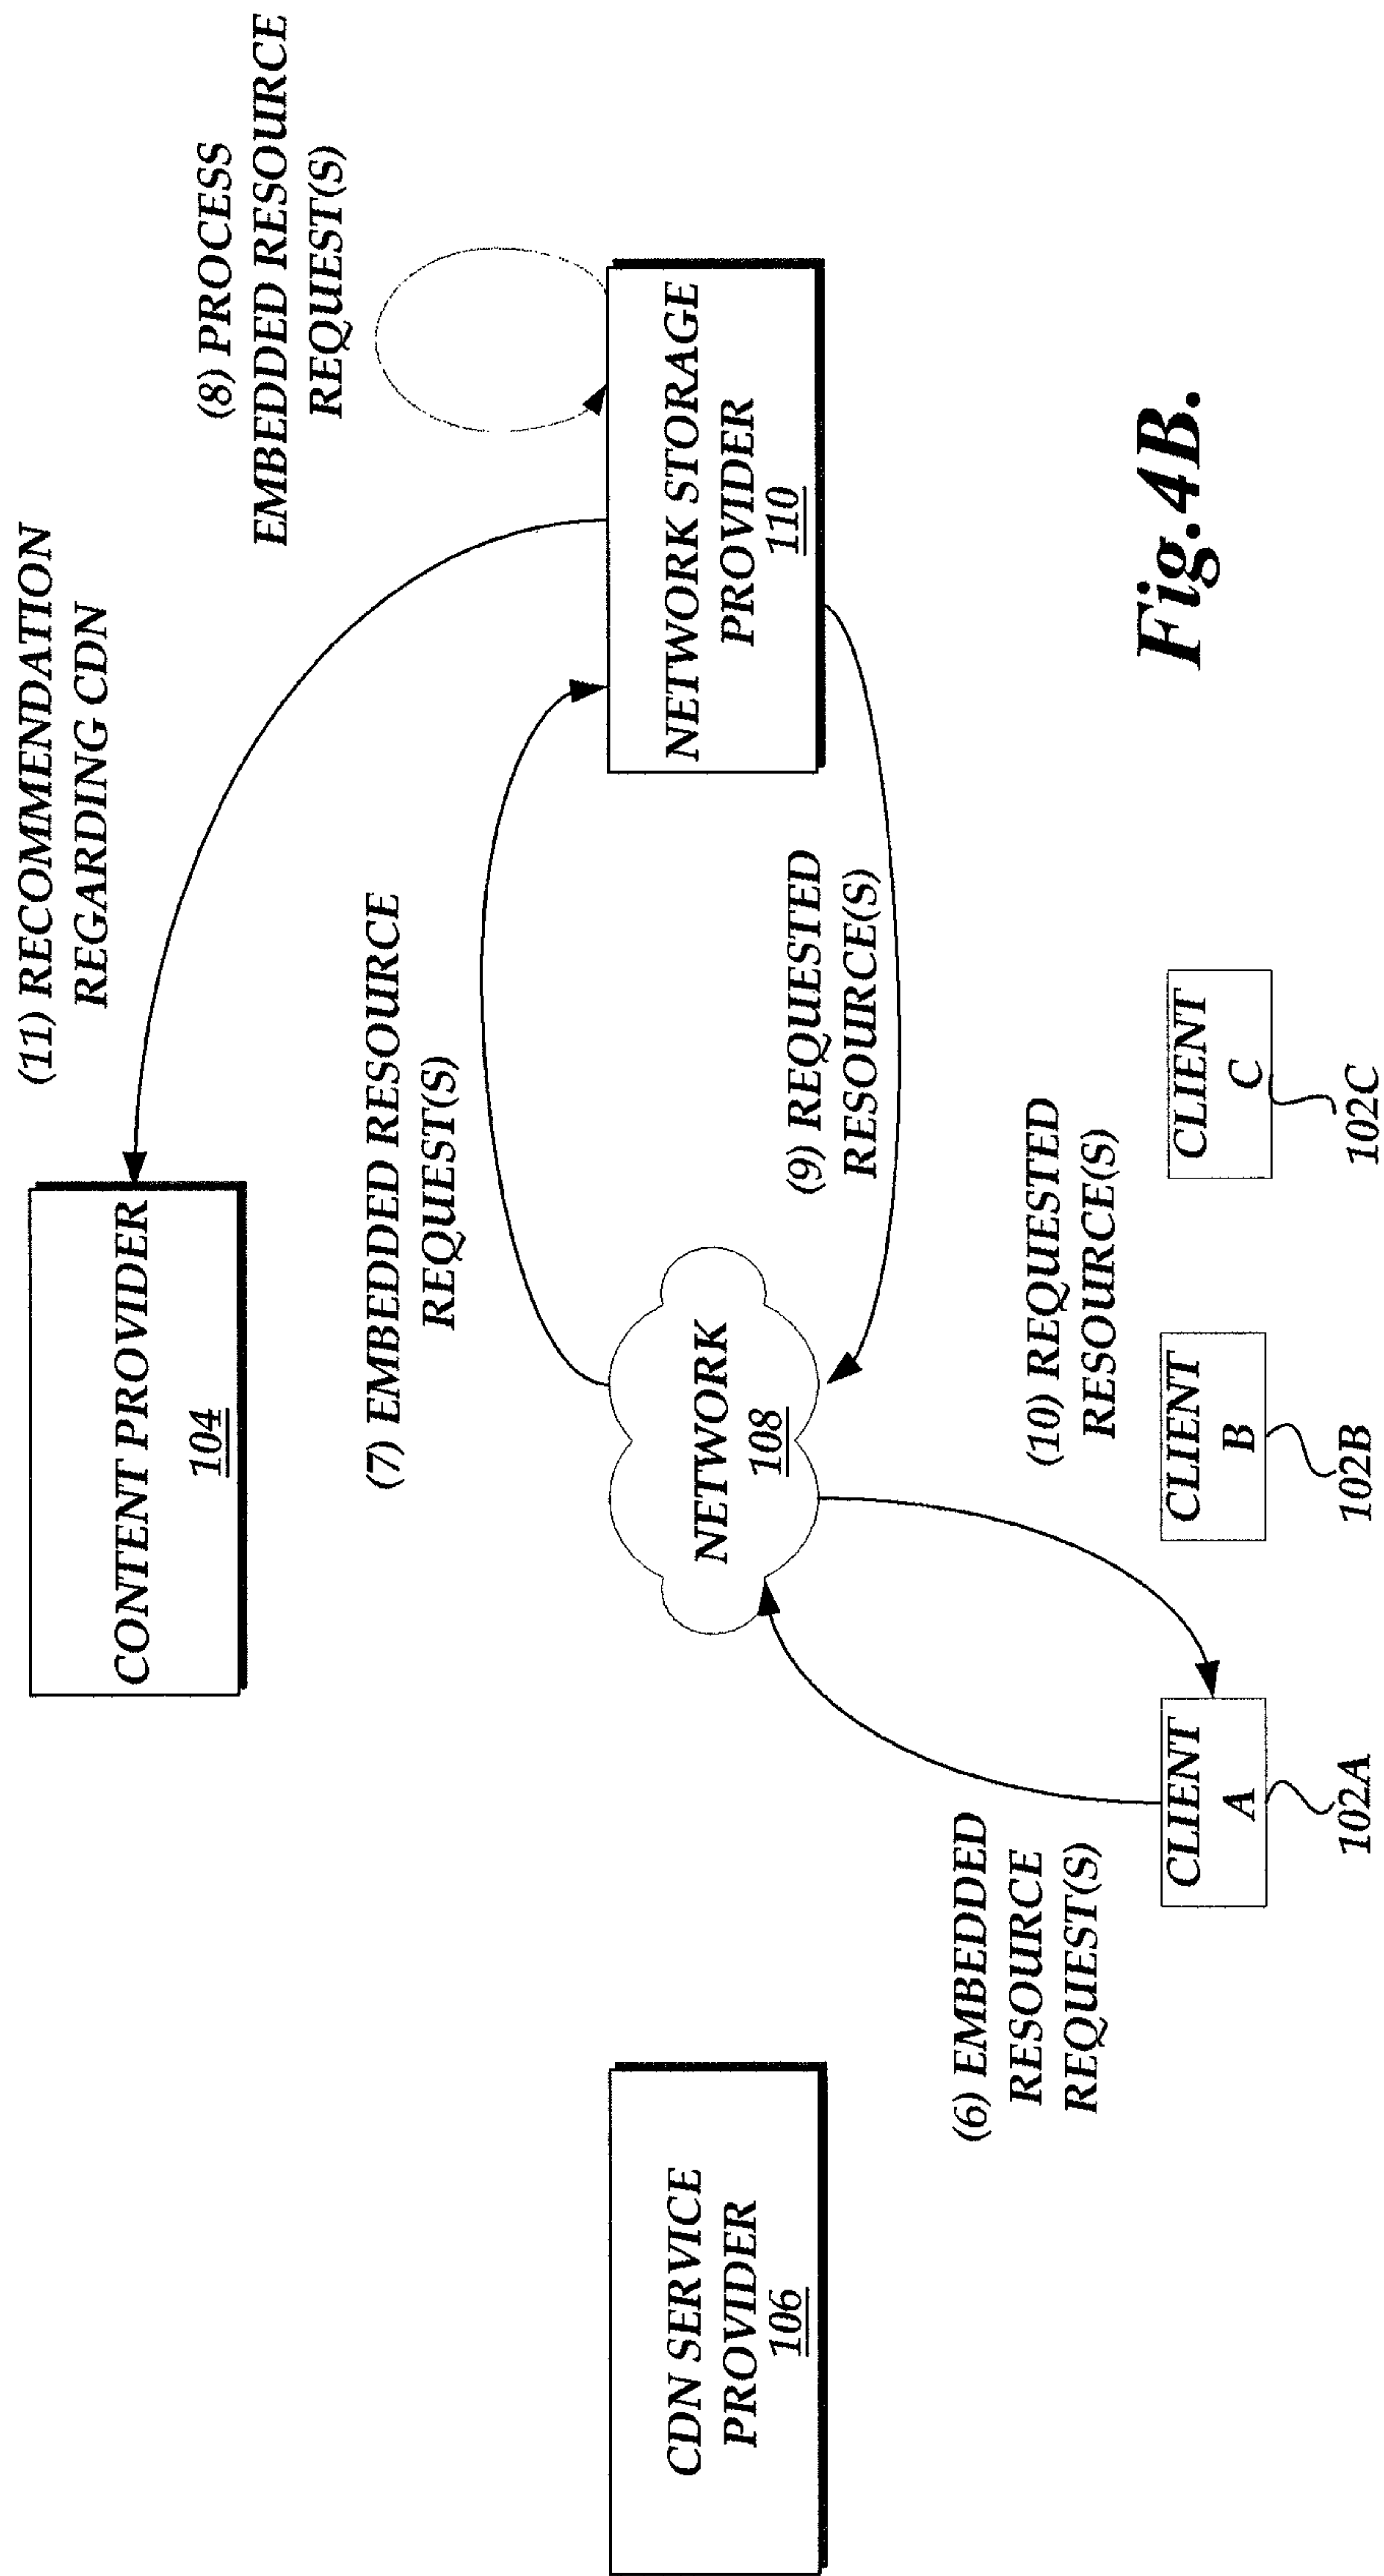 (11) RECOMMENDATION
REGARDING CDN
(8) PROCESS
EMBEDDED RESOURCE
REQUEST(S)
CONTENT PROVIDER
104
(7) EMBEDDED RESOURCE
REQUEST(S)
CDN SERVICE
PROVIDER
106
NETWORK
108
NETWORK STORAGE
PROVIDER
110
(9) REQUESTED
RESOURCE(S)
(6) EMBEDDED
RESOURCE
REQUEST(S)
(10) REQUESTED
RESOURCE(S)
CLIENT
A
102A
CLIENT
B
102B
CLIENT
C
102C
Fig.4B.